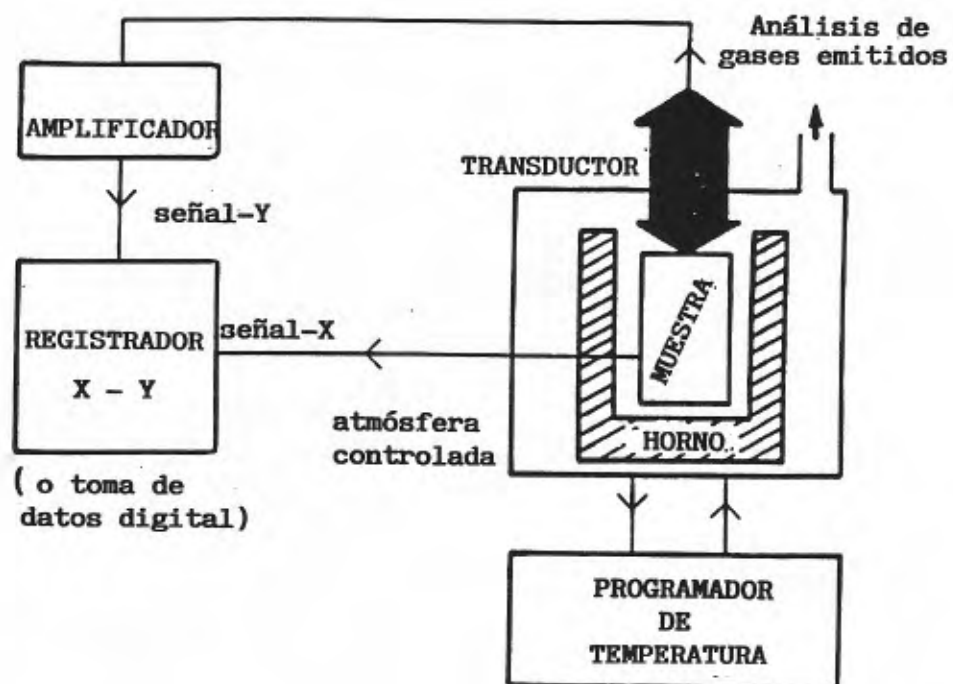 Análisis de
gases emitidos
AMPLIFICADOR
TRANSDUCTOR
señal-Y
REGISTRADOR
X - Y
señal-X
MUESTRA
atmósfera
controlada
HORNO
( o toma de
datos digital)
PROGRAMADOR
DE
TEMPERATURA